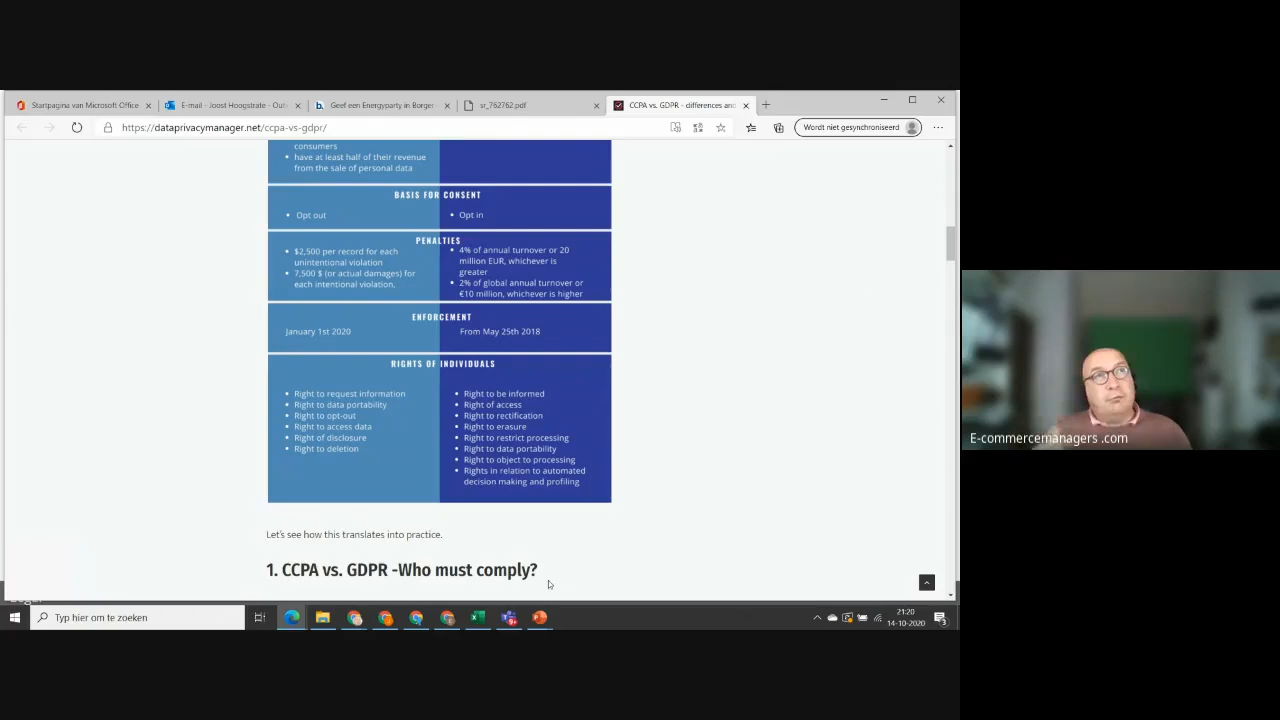 Startpagina van Microsoft Office
E-mail - Joost Hoogstrate - Out
Geef een Energyparty in Borger
sr_762762.pdf
CCPA vs. GDPR - differences and
https://dataprivacymanager.net/ccpa-vs-gdpr/
Wordt niet gesynchroniseerd
consumers
have at least half of their revenue
from the sale of personal data
BASIS FOR CONSENT
• Opt out
• Opt in
PENALTIES
• $2,500 per record for each
unintentional violation
• 7,500 $ (or actual damages) for
each intentional violation.
• 4% of annual turnover or 20
million EUR, whichever is
greater
• 2% of global annual turnover or
€10 million, whichever is higher
ENFORCEMENT
January 1st 2020
From May 25th 2018
RIGHTS OF INDIVIDUALS
• Right to request information
• Right to data portability
• Right to opt-out
• Right to access data
• Right of disclosure
• Right to deletion
• Right to be informed
• Right of access
• Right to rectification
• Right to erasure
• Right to restrict processing
• Right to data portability
• Right to object to processing
• Rights in relation to automated
decision making and profiling
Let's see how this translates into practice.
1. CCPA vs. GDPR -Who must comply?
E-commercemanagers .com
Typ hier om te zoeken
21:20
14-10-2020
3